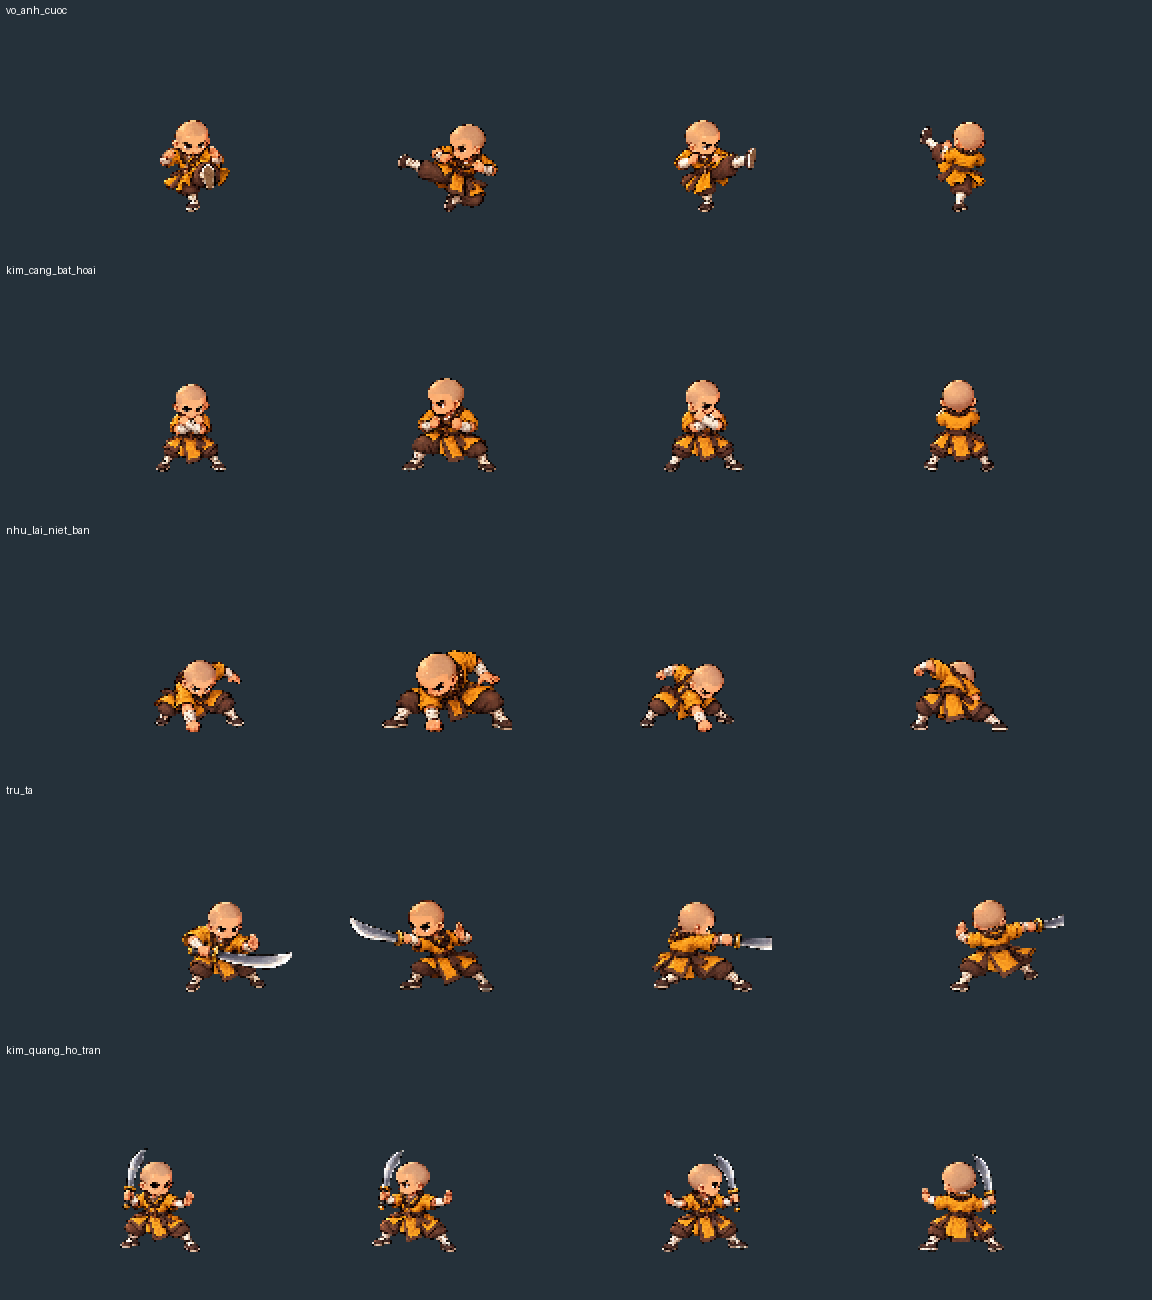 vo_anh_cuoc
kim_cang_bat_hoai
nhu_lai_niet_ban
tru_ta
kim_quang_ho_tran